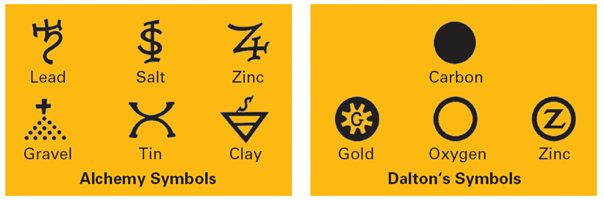 Lead Salt Zinc
Gravel Tin Clay
Alchemy Symbols
Carbon
G Z
Gold Oxygen Zinc
Dalton's Symbols